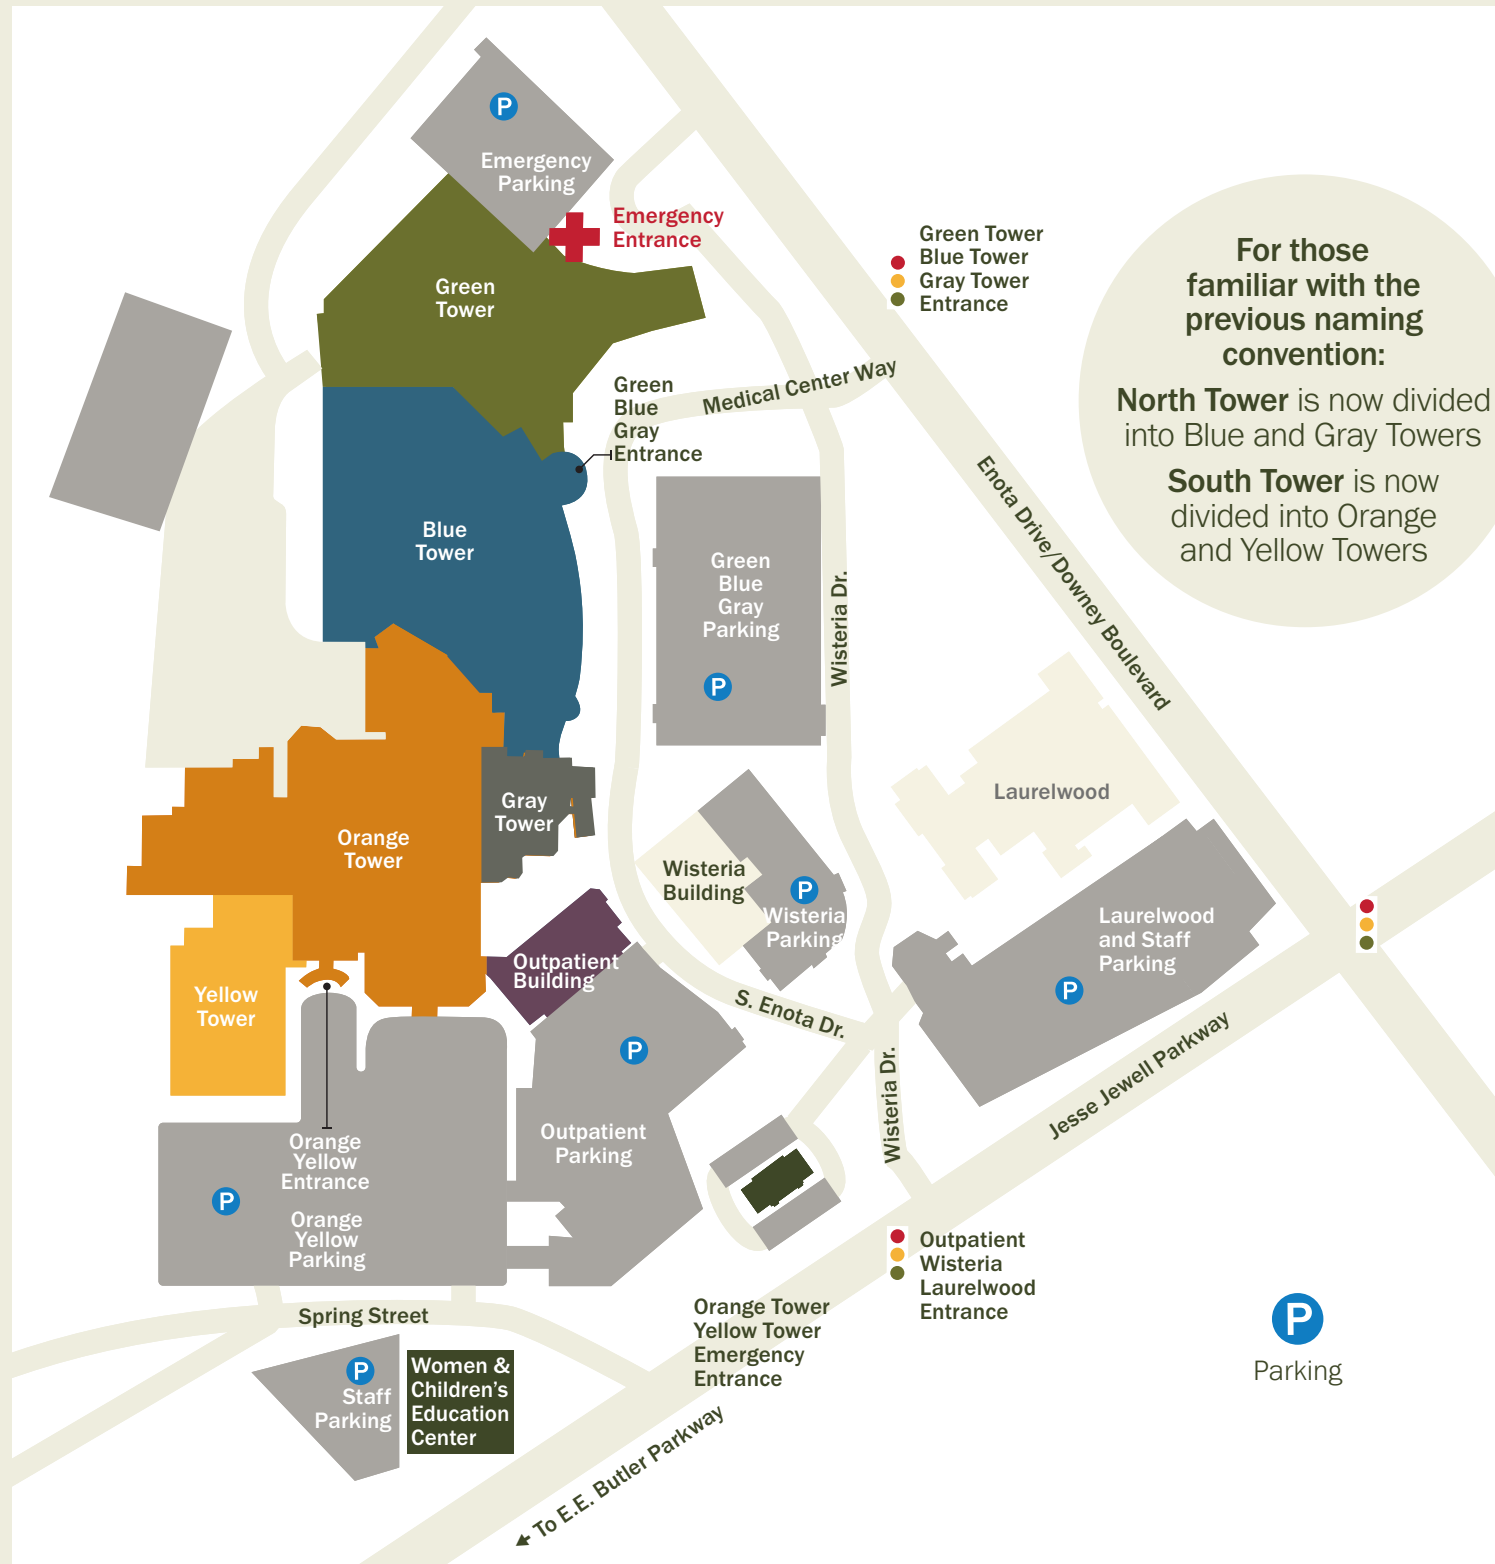 P
Emergency
Parking
Emergency
Entrance
Green
Tower
Green Tower
Blue Tower
Gray Tower
Entrance
For those
familiar with the
previous naming
convention:
North Tower is now divided
into Blue and Gray Towers
South Tower is now
divided into Orange
and Yellow Towers
Green
Blue
Gray
Entrance
Medical Center Way
Enota Drive/Downey Boulevard
Blue
Tower
Green
Blue
Gray
Parking
P
Wisteria Dr.
Laurelwood
Gray
Tower
Orange
Tower
Wisteria
Building
P
Wisteria
Parking
Laurelwood
and Staff
Parking
P
Outpatient
Building
Yellow
Tower
S. Enota Dr.
P
Wisteria Dr.
Jesse Jewell Parkway
Outpatient
Parking
Orange
Yellow
Entrance
P
Orange
Yellow
Parking
Outpatient
Wisteria
Laurelwood
Entrance
Spring Street
Orange Tower
Yellow Tower
Emergency
Entrance
P
Parking
P
Staff
Parking
Women &
Children's
Education
Center
To E.E. Butler Parkway